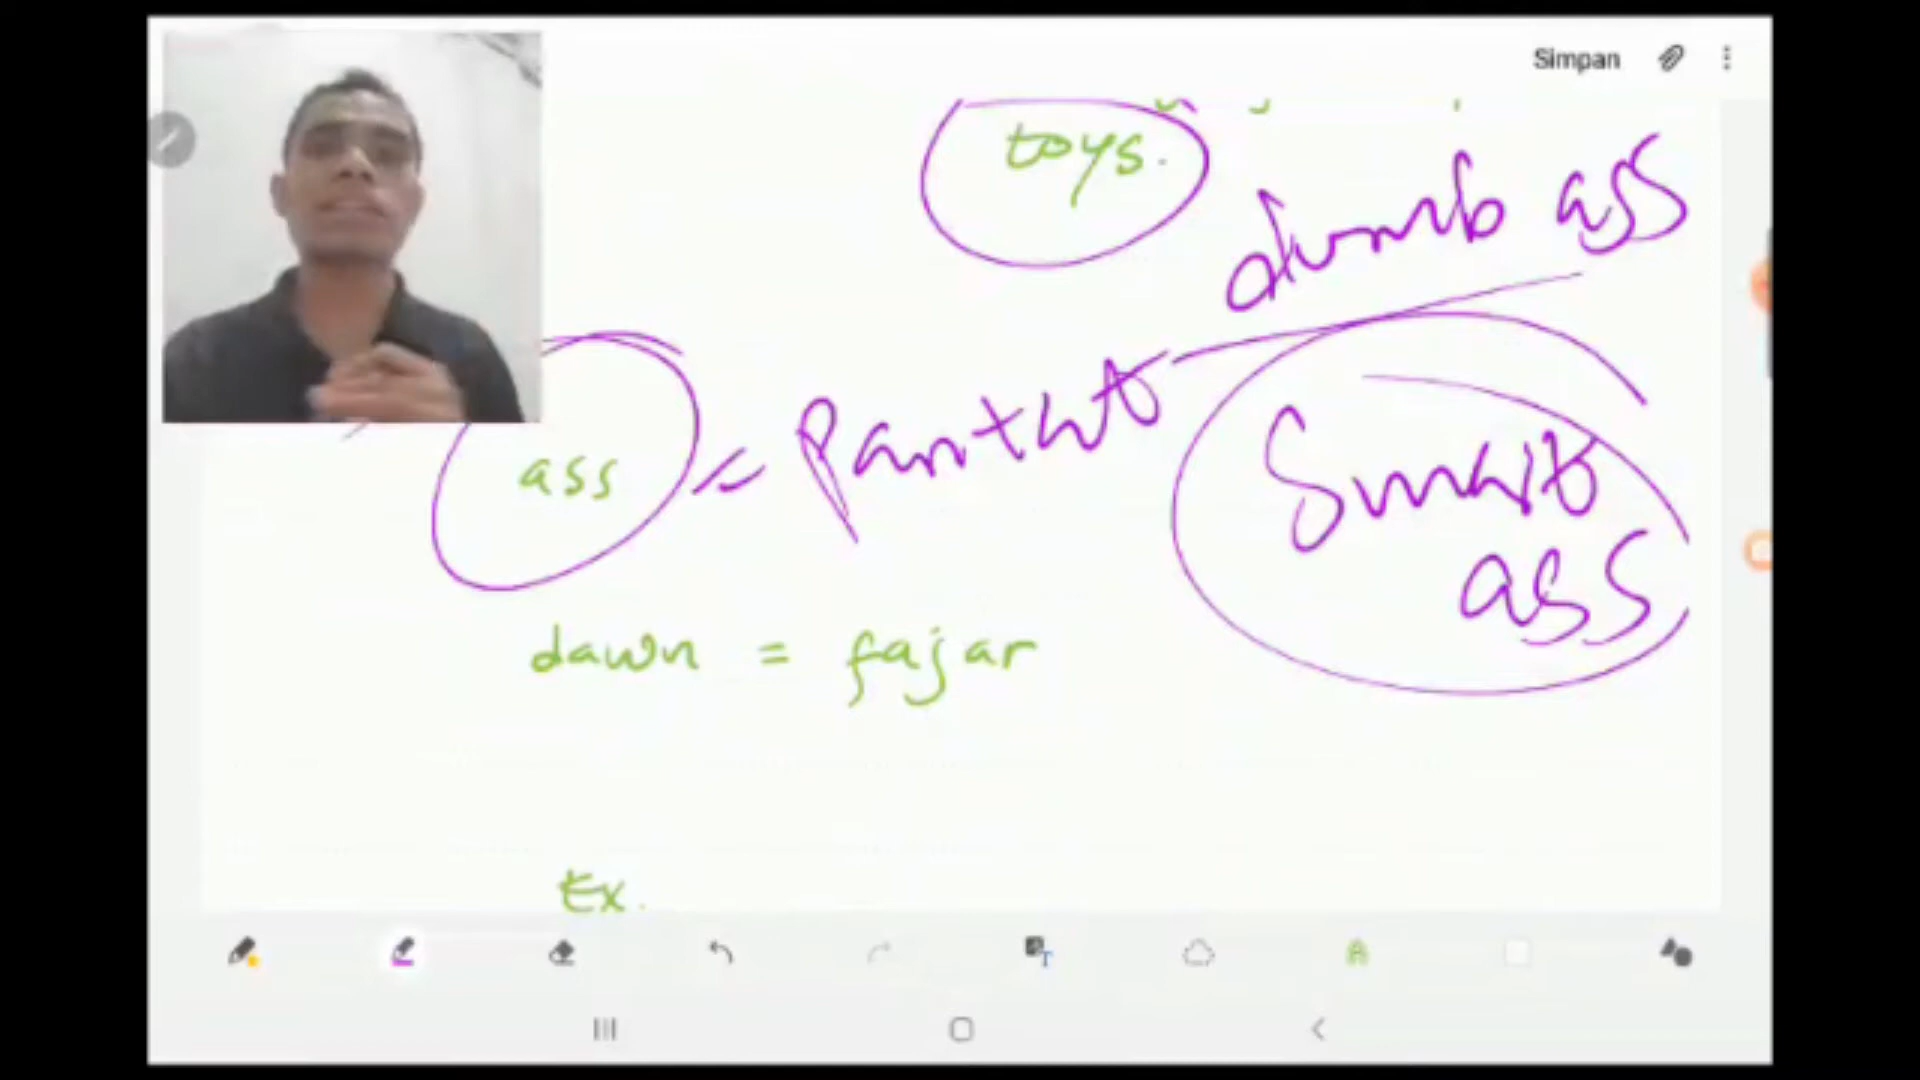 Simpan
toys.
dumb ass
ass = Pantat
Smart
ass
dawn = fajar
Ex.